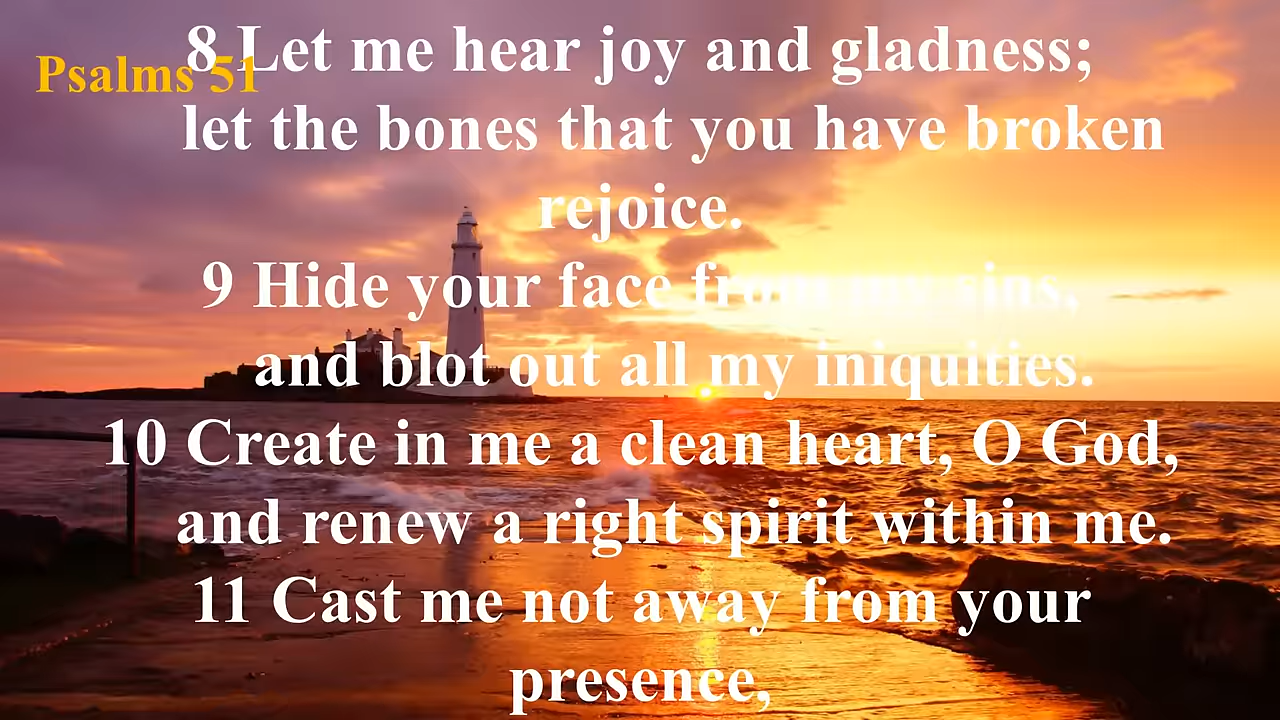 Psalms 51
8 Let me hear joy and gladness;
let the bones that you have broken
rejoice.
9 Hide your face from my sins,
and blot out all my iniquities.
10 Create in me a clean heart, O God,
and renew a right spirit within me.
11 Cast me not away from your
presence,